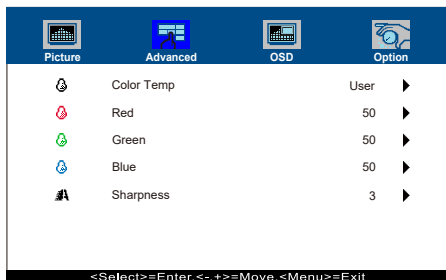 Picture Advanced OSD Option
Color Temp User
Red 50
Green 50
Blue 50
Sharpness 3
<Select>=Enter,<-,+>=Move,<Menu>=Exit